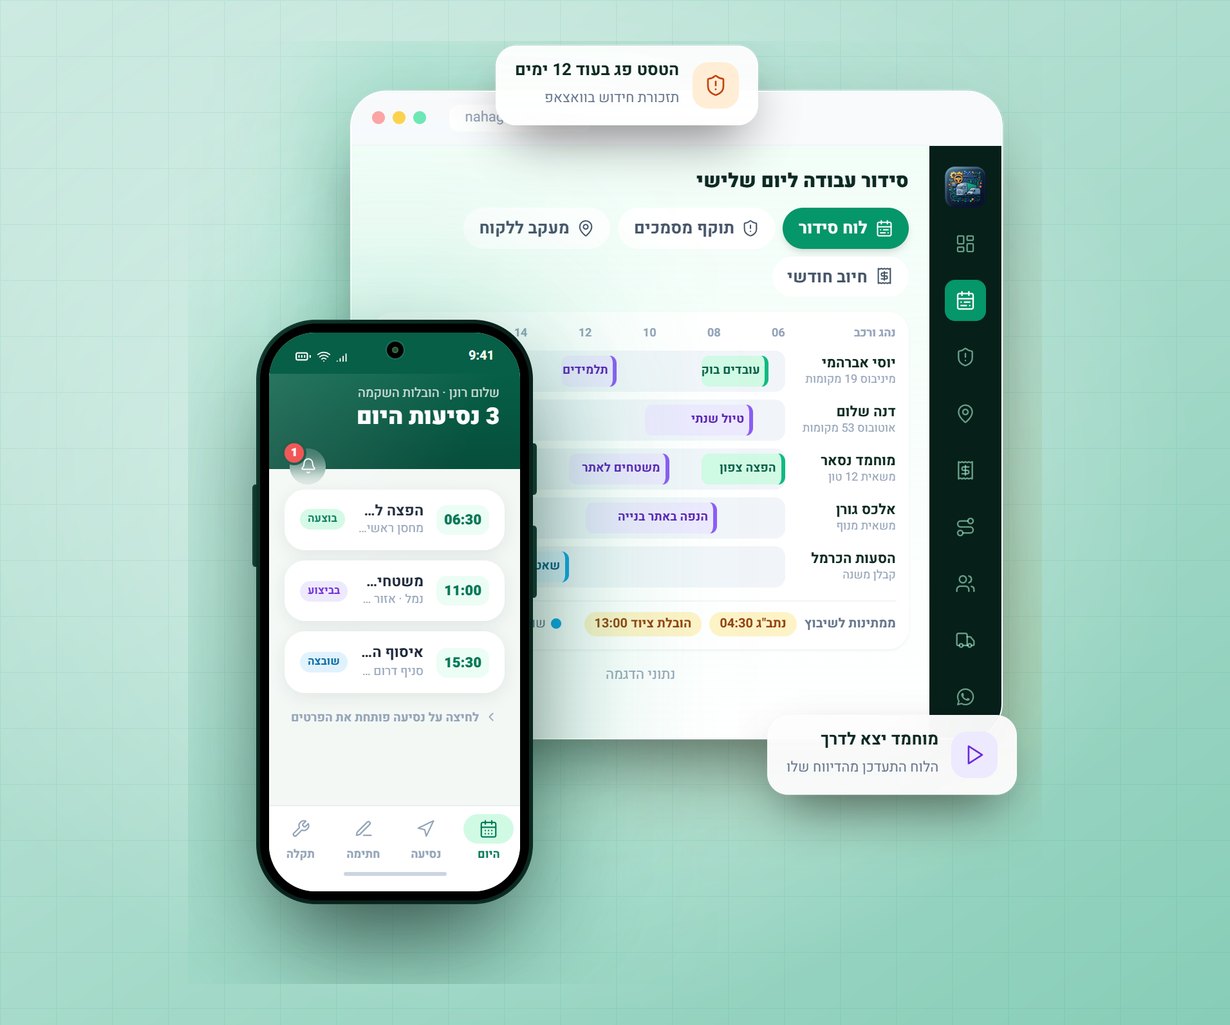 הטסט פג בעוד 12 ימים
תזכורת חידוש בוואצאפ
סידור עבודה ליום שלישי
לוח סידור
תוקף מסמכים
מעקב ללקוח
חיוב חודשי
נהג ורכב
06
08
10
12
14
יוסי אברהמי
מיניבוס 19 מקומות
עובדים בוק
תלמידים
דנה שלום
אוטובוס 53 מקומות
טיול שנתי
מוחמד נסאר
משאית 12 טון
הפצה צפון
משטחים לאתר
אלכס גורן
משאית מנוף
הנפה באתר בנייה
הסעות הכרמל
קבלן משנה
ממתינות לשיבוץ
נתב"ג 04:30
הובלת ציוד 13:00
נתוני הדגמה
מוחמד יצא לדרך
הלוח התעדכן מהדיווח שלו
9:41
שלום רונן · הובלות השקמה
3 נסיעות היום
1
06:30
הפצה ל...
מחסן ראשי...
בוצעה
11:00
משטחי...
נמל · אזור ...
בביצוע
15:30
איסוף ה...
סניף דרום ...
שובצה
לחיצה על נסיעה פותחת את הפרטים
היום
נסיעה
חתימה
תקלה